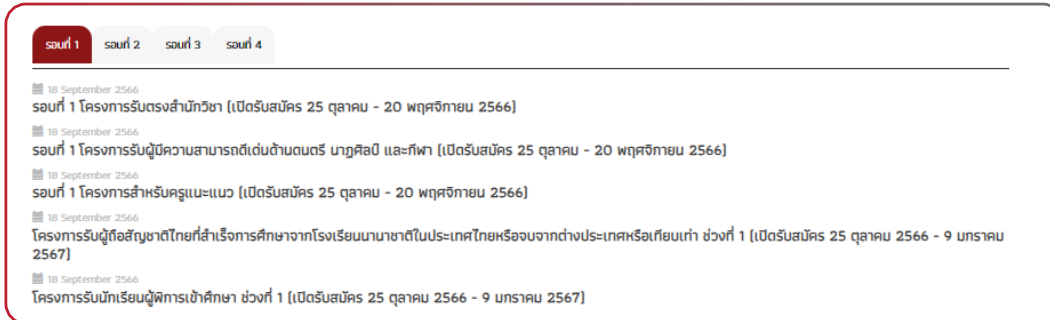 รอบที่ 1 รอบที่ 2 รอบที่ 3 รอบที่ 4
18 September 2566
รอบที่ 1 โครงการรับตรงสำนักวิชา (เปิดรับสมัคร 25 ตุลาคม - 20 พฤศจิกายน 2566)
18 September 2566
รอบที่ 1 โครงการรับผู้มีความสามารถดีเด่นด้านดนตรี นาฏศิลป์ และกีฬา (เปิดรับสมัคร 25 ตุลาคม - 20 พฤศจิกายน 2566)
18 September 2566
รอบที่ 1 โครงการสำหรับครูแนะแนว (เปิดรับสมัคร 25 ตุลาคม - 20 พฤศจิกายน 2566)
18 September 2566
โครงการรับผู้ถือสัญชาติไทยที่สำเร็จการศึกษาจากโรงเรียนนานาชาติในประเทศไทยหรือจบจากต่างประเทศหรือเทียบเท่า ช่วงที่ 1 (เปิดรับสมัคร 25 ตุลาคม 2566 - 9 มกราคม
2567)
18 September 2566
โครงการรับนักเรียนผู้พิการเข้าศึกษา ช่วงที่ 1 (เปิดรับสมัคร 25 ตุลาคม 2566 - 9 มกราคม 2567)